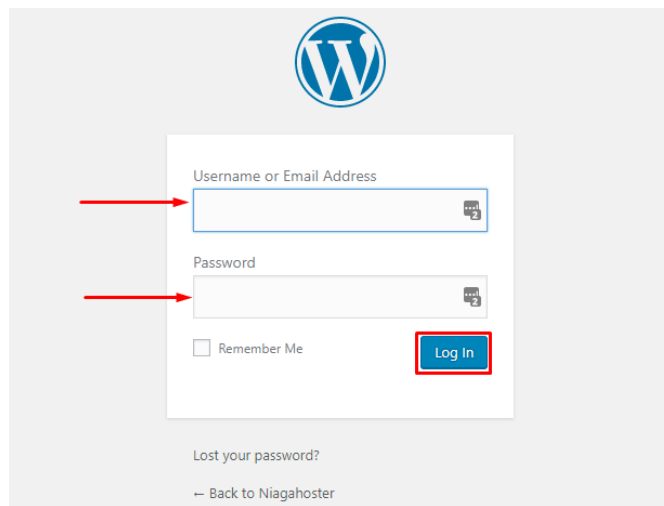 Username or Email Address
Password
Remember Me
Log In
Lost your password?
← Back to Niagahoster